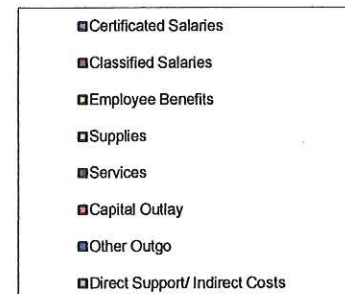 Certificated Salaries
Classified Salaries
Employee Benefits
Supplies
Services
Capital Outlay
Other Outgo
Direct Support/ Indirect Costs